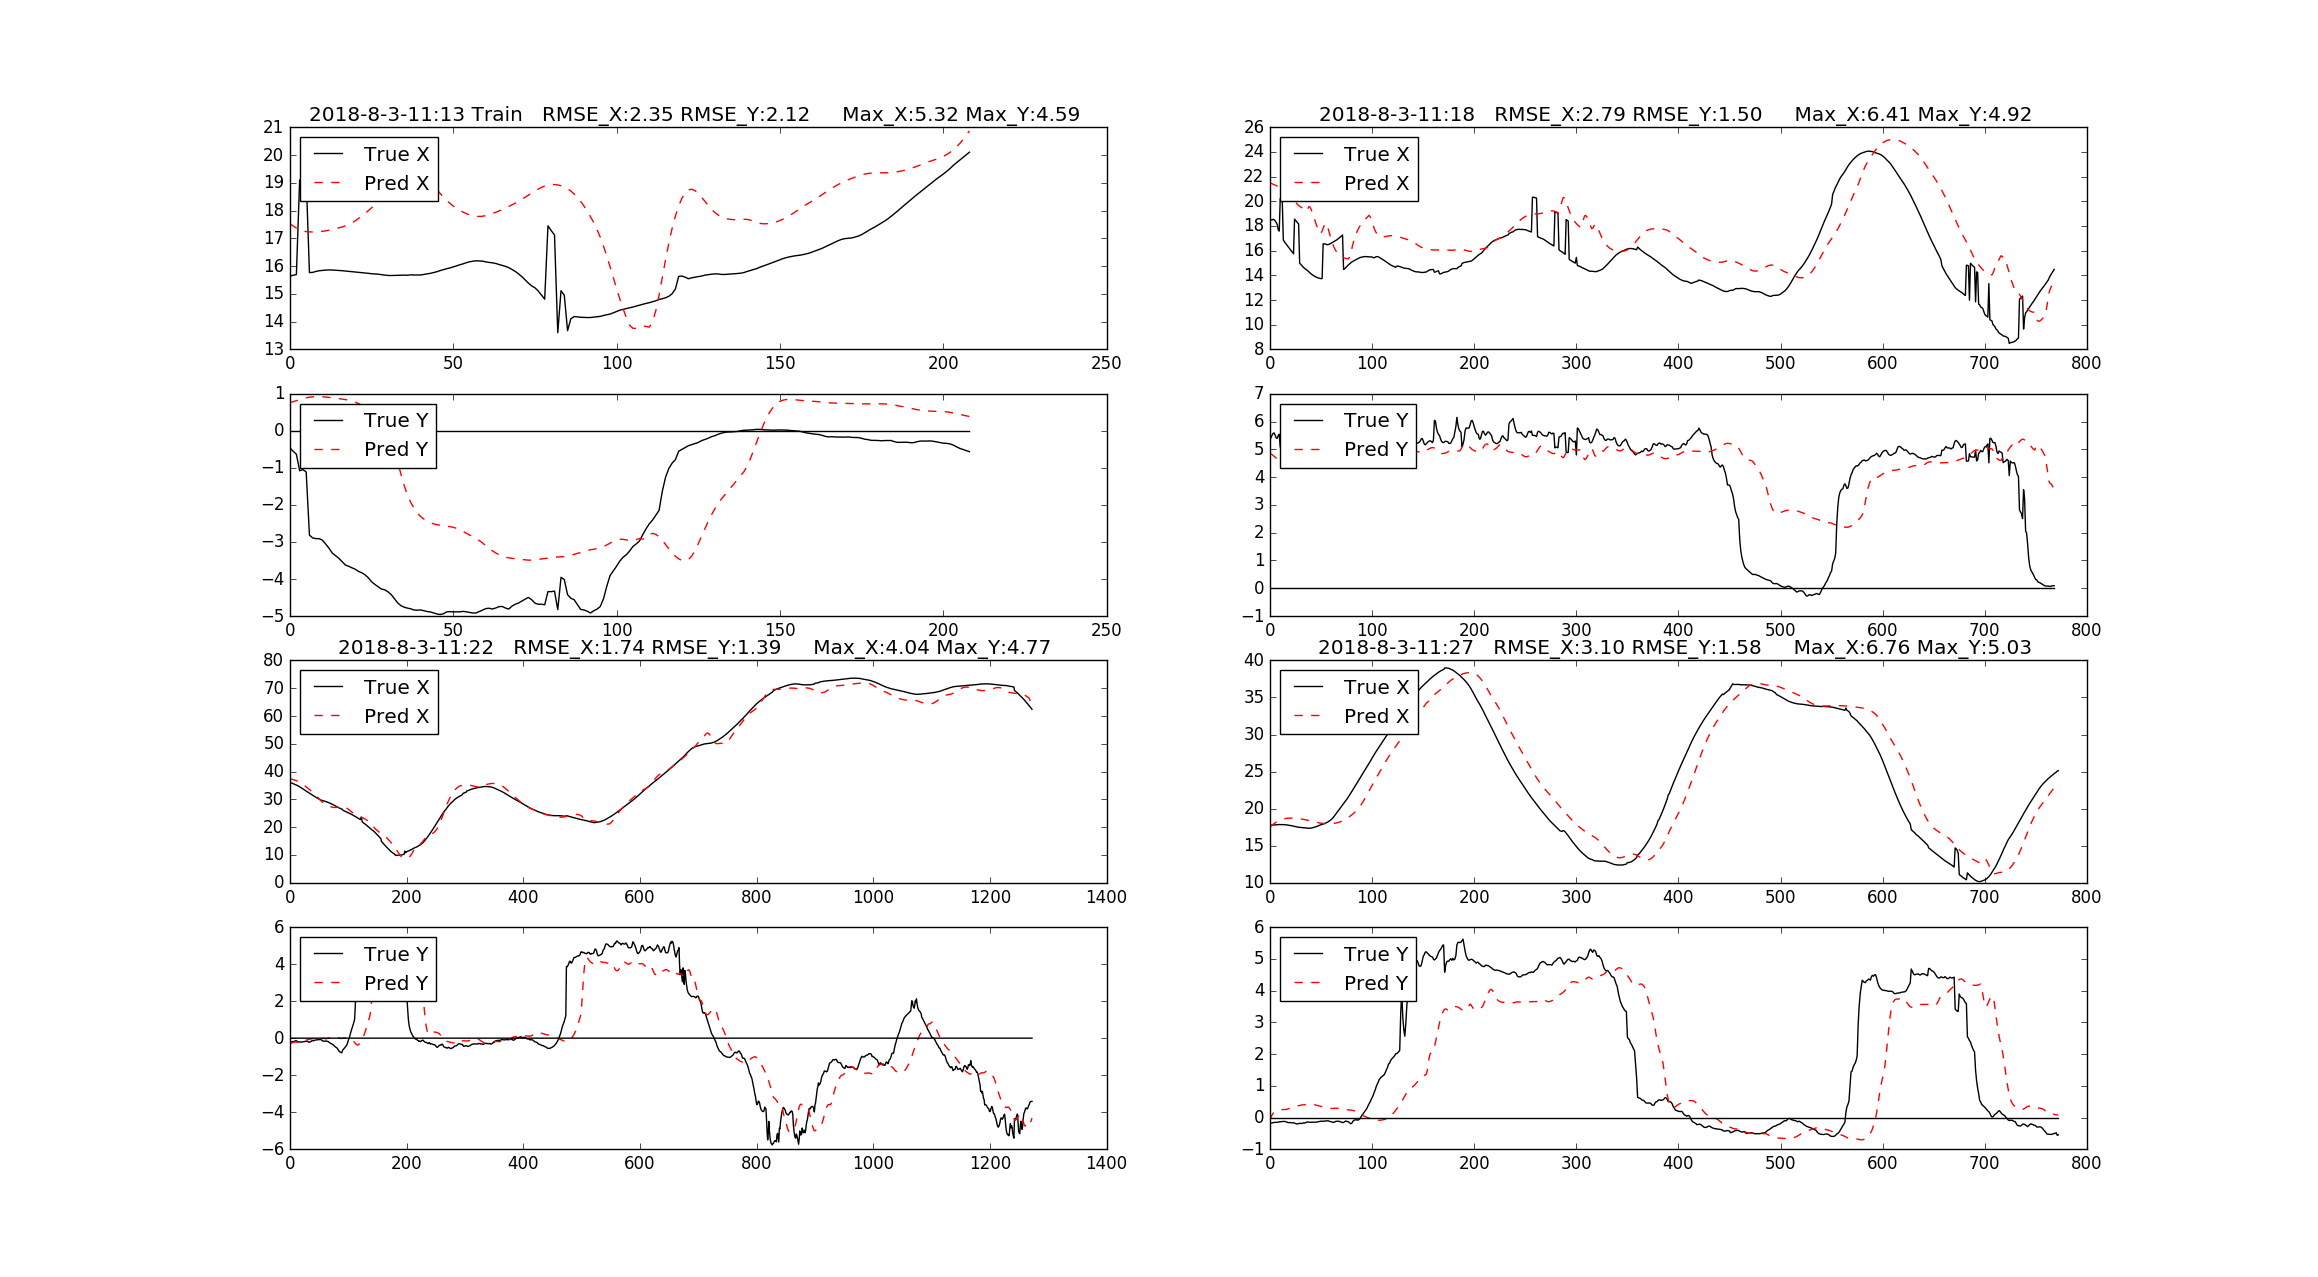 2018-8-3-11:13 Train   RMSE_X:2.35 RMSE_Y:2.12     Max_X:5.32 Max_Y:4.59
21
20
19
18
17
16
15
14
13
True X
Pred X
0 50 100 150 200 250
1
0
−1
−2
−3
−4
−5
True Y
Pred Y
0 50 100 150 200 250
2018-8-3-11:18   RMSE_X:2.79 RMSE_Y:1.50     Max_X:6.41 Max_Y:4.92
26
24
22
20
18
16
14
12
10
8
True X
Pred X
0 100 200 300 400 500 600 700 800
7
6
5
4
3
2
1
0
−1
True Y
Pred Y
0 100 200 300 400 500 600 700 800
2018-8-3-11:22   RMSE_X:1.74 RMSE_Y:1.39     Max_X:4.04 Max_Y:4.77
80
70
60
50
40
30
20
10
0
True X
Pred X
0 200 400 600 800 1000 1200 1400
6
4
2
0
−2
−4
−6
True Y
Pred Y
0 200 400 600 800 1000 1200 1400
2018-8-3-11:27   RMSE_X:3.10 RMSE_Y:1.58     Max_X:6.76 Max_Y:5.03
40
35
30
25
20
15
10
True X
Pred X
0 100 200 300 400 500 600 700 800
6
5
4
3
2
1
0
−1
True Y
Pred Y
0 100 200 300 400 500 600 700 800